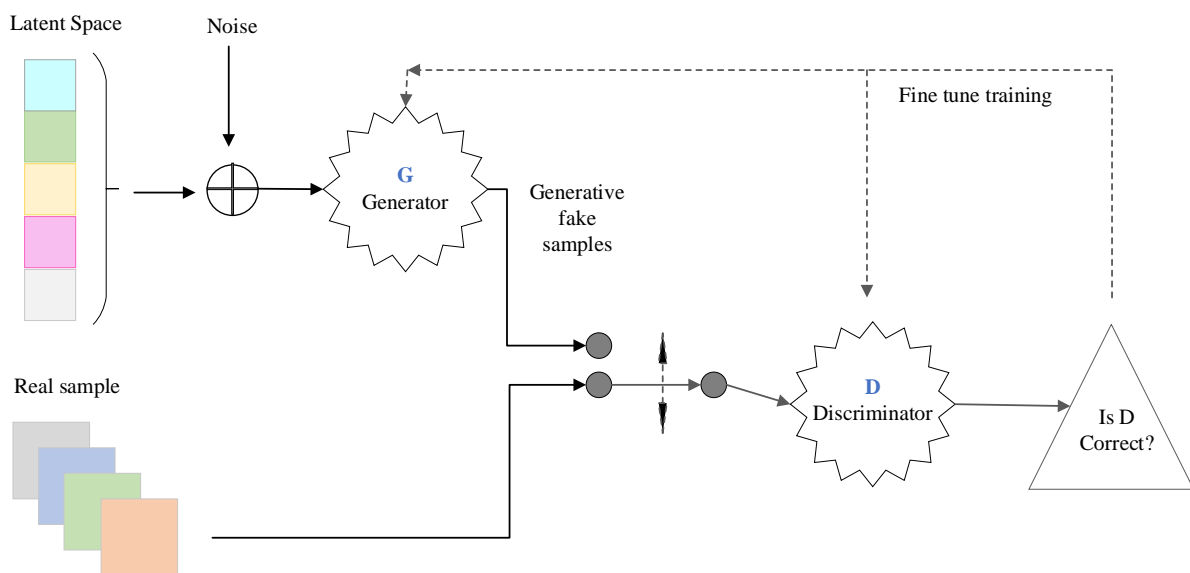 Latent Space
Noise
Fine tune training
G
Generator
Generative
fake
samples
Real sample
D
Discriminator
Is D
Correct?